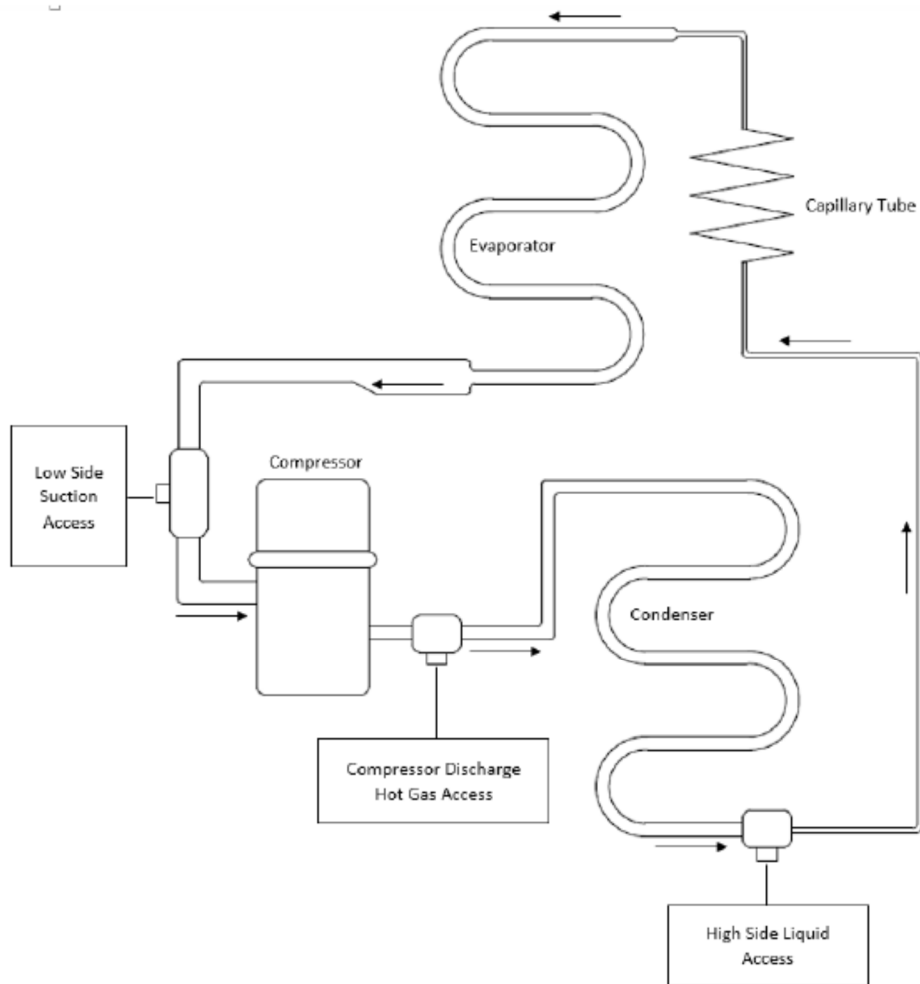 Capillary Tube
Evaporator
Low Side
Suction
Access
Compressor
Condenser
Compressor Discharge
Hot Gas Access
High Side Liquid
Access